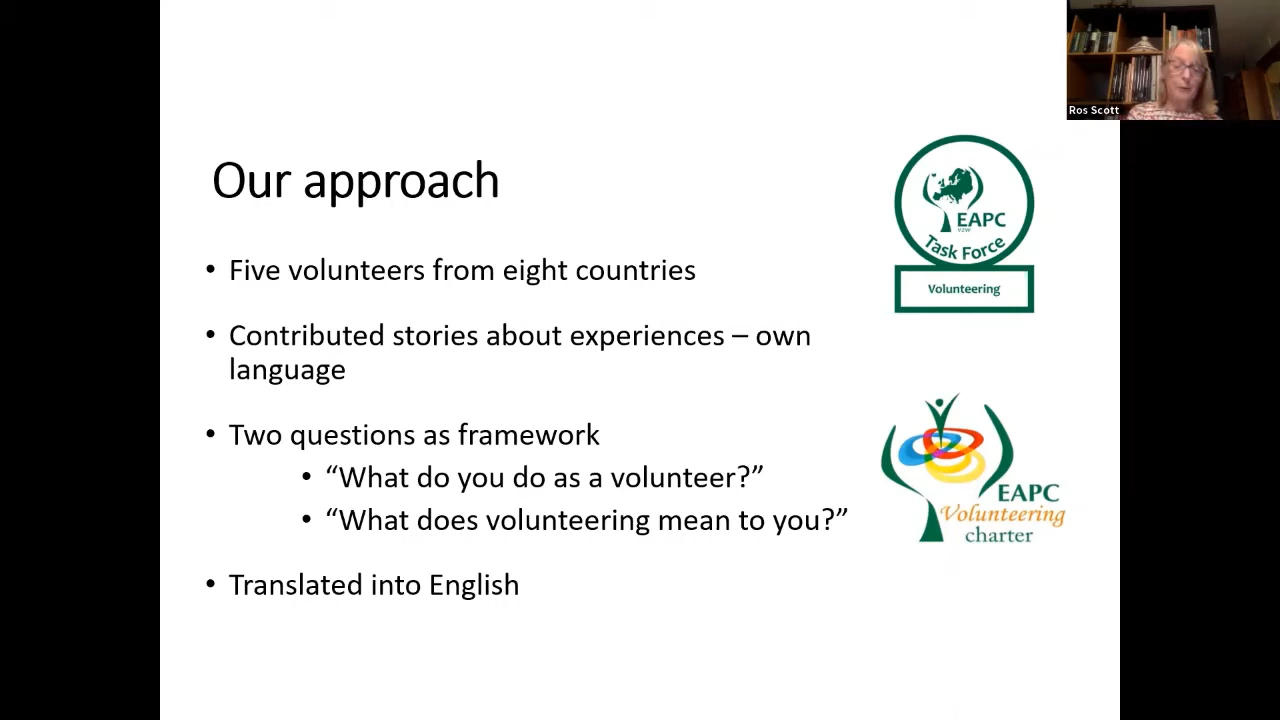 Ros Scott
Our approach
• Five volunteers from eight countries
• Contributed stories about experiences – own
language
• Two questions as framework
• “What do you do as a volunteer?”
• “What does volunteering mean to you?”
• Translated into English
EAPC
vzw
Task Force
Volunteering
EAPC
Volunteering
charter